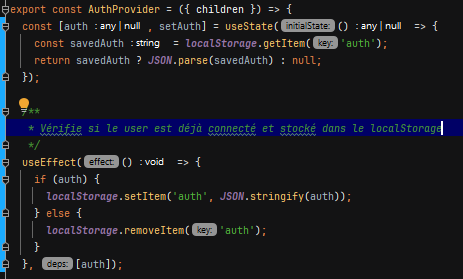 export const AuthProvider = ({ children }) => {
const [auth : any | null , setAuth] = useState( initialState: () : any | null => {
const savedAuth : string = localStorage.getItem( key: 'auth');
return savedAuth ? JSON.parse(savedAuth) : null;
});
/**
* Vérifie si le user est déjà connecté et stocké dans le localStorage
*/
useEffect( effect: () : void => {
if (auth) {
localStorage.setItem('auth', JSON.stringify(auth));
} else {
localStorage.removeItem( key: 'auth');
}
}, deps: [auth]);